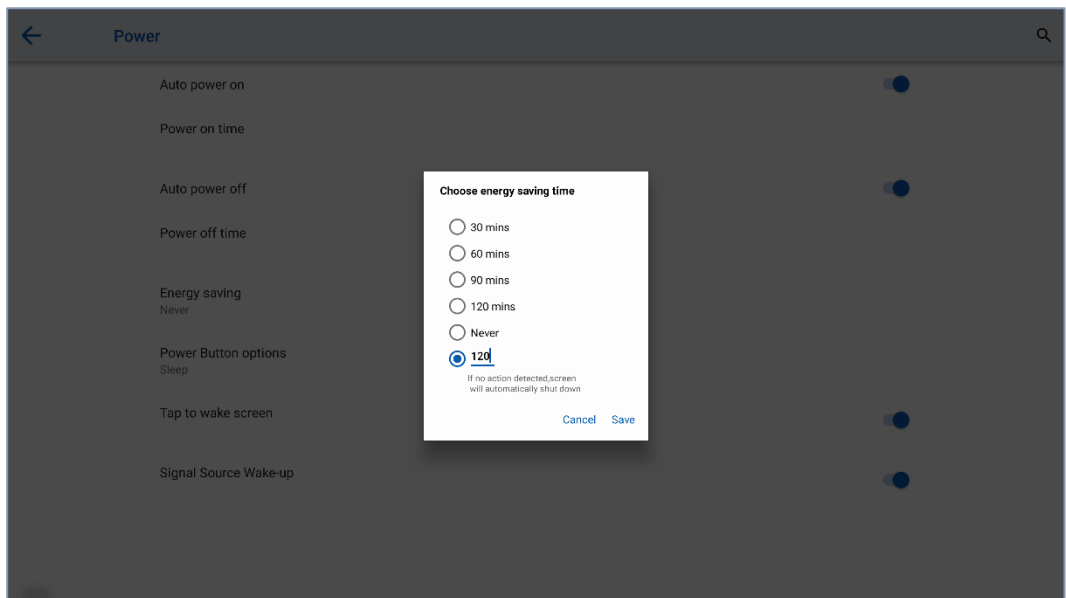 Power
Auto power on
Power on time
Auto power off
Power off time
Energy saving
Never
Power Button options
Sleep
Tap to wake screen
Signal Source Wake-up
Choose energy saving time
30 mins
60 mins
90 mins
120 mins
Never
120
If no action detected,screen
will automatically shut down
Cancel Save